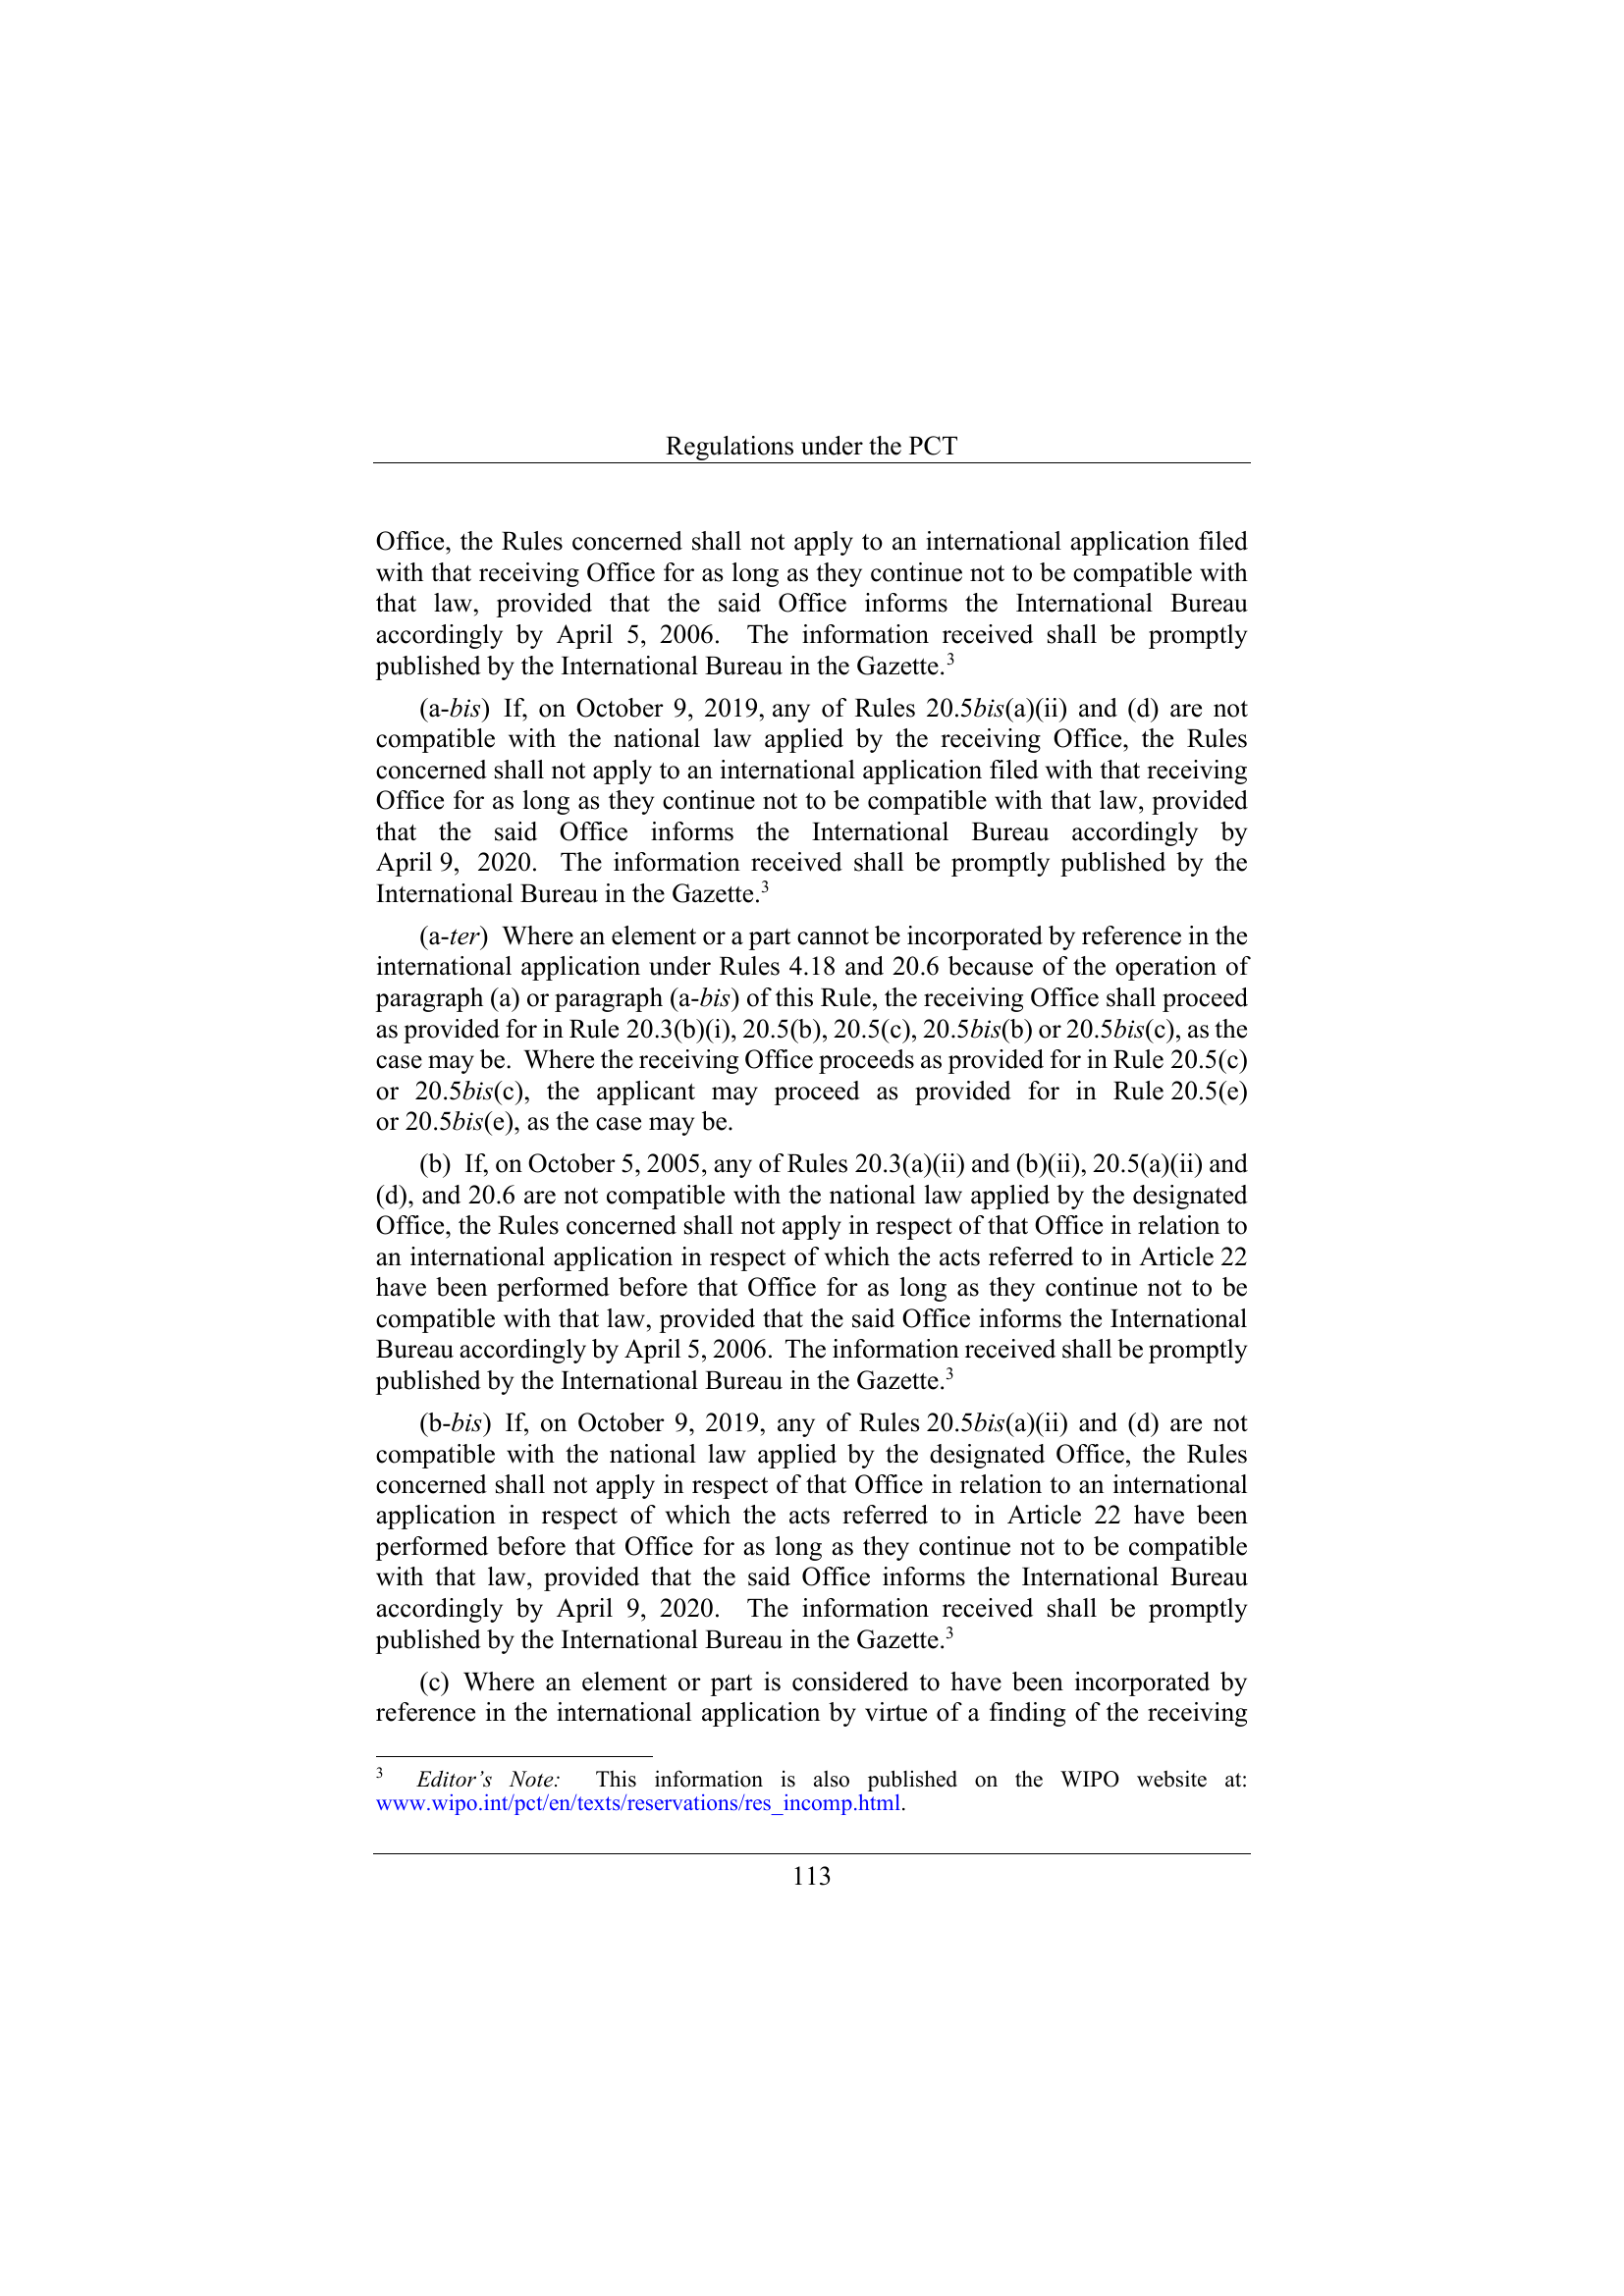 Regulations under the PCT
Office, the Rules concerned shall not apply to an international application filed
with that receiving Office for as long as they continue not to be compatible with
that law, provided that the said Office informs the International Bureau
accordingly by April 5, 2006. The information received shall be promptly
published by the International Bureau in the Gazette.3
(a-bis) If, on October 9, 2019, any of Rules 20.5bis(a)(ii) and (d) are not
compatible with the national law applied by the receiving Office, the Rules
concerned shall not apply to an international application filed with that receiving
Office for as long as they continue not to be compatible with that law, provided
that the said Office informs the International Bureau accordingly by
April 9, 2020. The information received shall be promptly published by the
International Bureau in the Gazette.3
(a-ter) Where an element or a part cannot be incorporated by reference in the
international application under Rules 4.18 and 20.6 because of the operation of
paragraph (a) or paragraph (a-bis) of this Rule, the receiving Office shall proceed
as provided for in Rule 20.3(b)(i), 20.5(b), 20.5(c), 20.5bis(b) or 20.5bis(c), as the
case may be. Where the receiving Office proceeds as provided for in Rule 20.5(c)
or 20.5bis(c), the applicant may proceed as provided for in Rule 20.5(e)
or 20.5bis(e), as the case may be.
(b) If, on October 5, 2005, any of Rules 20.3(a)(ii) and (b)(ii), 20.5(a)(ii) and
(d), and 20.6 are not compatible with the national law applied by the designated
Office, the Rules concerned shall not apply in respect of that Office in relation to
an international application in respect of which the acts referred to in Article 22
have been performed before that Office for as long as they continue not to be
compatible with that law, provided that the said Office informs the International
Bureau accordingly by April 5, 2006. The information received shall be promptly
published by the International Bureau in the Gazette.3
(b-bis) If, on October 9, 2019, any of Rules 20.5bis(a)(ii) and (d) are not
compatible with the national law applied by the designated Office, the Rules
concerned shall not apply in respect of that Office in relation to an international
application in respect of which the acts referred to in Article 22 have been
performed before that Office for as long as they continue not to be compatible
with that law, provided that the said Office informs the International Bureau
accordingly by April 9, 2020. The information received shall be promptly
published by the International Bureau in the Gazette.3
(c) Where an element or part is considered to have been incorporated by
reference in the international application by virtue of a finding of the receiving
3 Editor’s Note: This information is also published on the WIPO website at:
www.wipo.int/pct/en/texts/reservations/res_incomp.html.
113